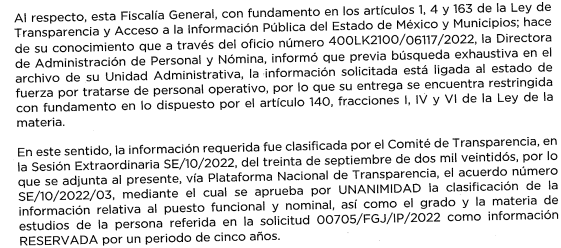 Al respecto, esta Fiscalía General, con fundamento en los artículos 1, 4 y 163 de la Ley de
Transparencia y Acceso a la Información Pública del Estado de México y Municipios; hace
de su conocimiento que a través del oficio número 400LK2100/06117/2022, la Directora
de Administración de Personal y Nómina, informó que previa búsqueda exhaustiva en el
archivo de su Unidad Administrativa, la información solicitada está ligada al estado de
fuerza por tratarse de personal operativo, por lo que su entrega se encuentra restringida
con fundamento en lo dispuesto por el artículo 140, fracciones I, IV y VI de la Ley de la
materia.
En este sentido, la información requerida fue clasificada por el Comité de Transparencia, en
la Sesión Extraordinaria SE/10/2022, del treinta de septiembre de dos mil veintidós, por lo
que se adjunta al presente, vía Plataforma Nacional de Transparencia, el acuerdo número
SE/10/2022/03, mediante el cual se aprueba por UNANIMIDAD la clasificación de la
información relativa al puesto funcional y nominal, así como el grado y la materia de
estudios de la persona referida en la solicitud 00705/FGJ/IP/2022 como información
RESERVADA por un periodo de cinco años.